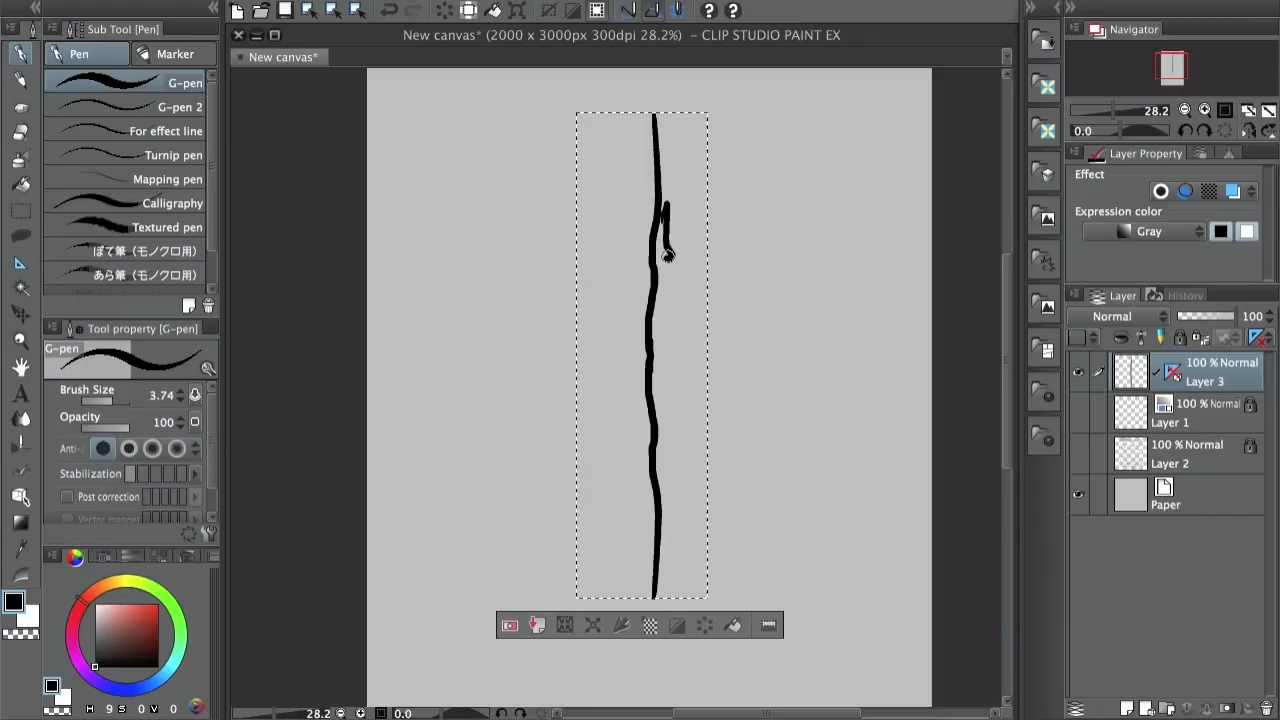 New canvas* (2000 x 3000px 300dpi 28.2%) - CLIP STUDIO PAINT EX
Sub Tool [Pen]
Pen
Marker
G-pen
G-pen 2
For effect line
Turnip pen
Mapping pen
Calligraphy
Textured pen
ぼて筆（モノクロ用）
あら筆（モノクロ用）
Tool property [G-pen]
G-pen
Brush Size
3.74
Opacity
100
Anti-
Stabilization
Post correction
Vector magnet
H 9 S 0 V 0
New canvas*
28.2
0.0
Navigator
28.2
0.0
Layer Property
Effect
Expression color
Gray
Layer
History
Normal
100
100 % Normal
Layer 3
100 % Normal
Layer 1
100 % Normal
Layer 2
Paper